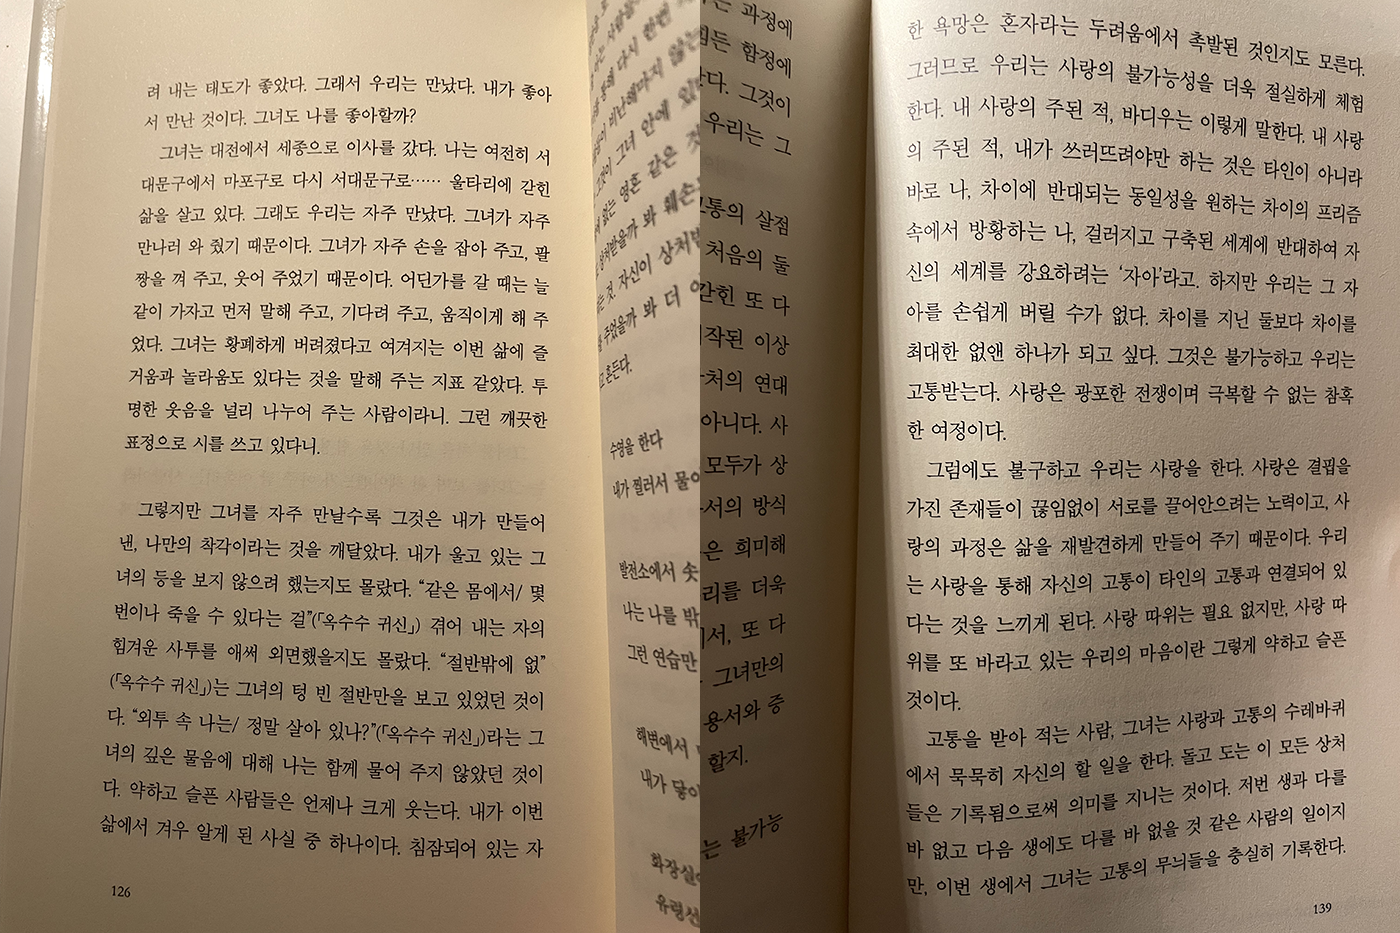 려 내는 태도가 좋았다. 그래서 우리는 만났다. 내가 좋아
서 만난 것이다. 그녀도 나를 좋아할까?
그녀는 대전에서 세종으로 이사를 갔다. 나는 여전히 서
대문구에서 마포구로 다시 서대문구로…… 울타리에 갇힌
삶을 살고 있다. 그래도 우리는 자주 만났다. 그녀가 자주
만나러 와 줬기 때문이다. 그녀가 자주 손을 잡아 주고, 팔
짱을 껴 주고, 웃어 주었기 때문이다. 어딘가를 갈 때는 늘
같이 가자고 먼저 말해 주고, 기다려 주고, 움직이게 해 주
었다. 그녀는 황폐하게 버려졌다고 여겨지는 이번 삶에 즐
거움과 놀라움도 있다는 것을 말해 주는 지표 같았다. 투
명한 웃음을 널리 나누어 주는 사람이라니. 그런 깨끗한
표정으로 시를 쓰고 있다니.
그렇지만 그녀를 자주 만날수록 그것은 내가 만들어
낸, 나만의 착각이라는 것을 깨달았다. 내가 울고 있는 그
녀의 등을 보지 않으려 했는지도 몰랐다. “같은 몸에서/ 몇
번이나 죽을 수 있다는 걸”(「옥수수 귀신」) 겪어 내는 자의
힘겨운 사투를 애써 외면했을지도 몰랐다. “절반밖에 없”
(「옥수수 귀신」)는 그녀의 텅 빈 절반만을 보고 있었던 것이
다. “외투 속 나는/ 정말 살아 있나?”(「옥수수 귀신」)라는 그
녀의 깊은 물음에 대해 나는 함께 물어 주지 않았던 것이
다. 약하고 슬픈 사람들은 언제나 크게 웃는다. 내가 이번
삶에서 겨우 알게 된 사실 중 하나이다. 침잠되어 있는 자
126
그녀 안에 있
없는 영혼 같은 것
상처받을까 봐 훼손
것. 자신이 상처받
주었을까 봐 더
흔든다.
수영을 한다
내가 찔러서 물이
발전소에서 솟
나는 나를 밖
그런 연습만
해변에서
내가 닿아
화장실
유령선
과정에
힘든 함정에
다. 그것이
우리는 그
고통의 살점
처음의 둘
갇힌 또 다
작된 이상
처의 연대
아니다. 사
모두가 상
서의 방식
은 희미해
리를 더욱
서, 또 다
그녀만의
용서와 증
할지.
는 불가능
한 욕망은 혼자라는 두려움에서 촉발된 것인지도 모른다.
그러므로 우리는 사랑의 불가능성을 더욱 절실하게 체험
한다. 내 사랑의 주된 적, 바디우는 이렇게 말한다. 내 사랑
의 주된 적, 내가 쓰러뜨려야만 하는 것은 타인이 아니라
바로 나, 차이에 반대되는 동일성을 원하는 차이의 프리즘
속에서 방황하는 나, 걸러지고 구축된 세계에 반대하여 자
신의 세계를 강요하려는 ‘자아’라고. 하지만 우리는 그 자
아를 손쉽게 버릴 수가 없다. 차이를 지닌 둘보다 차이를
최대한 없앤 하나가 되고 싶다. 그것은 불가능하고 우리는
고통받는다. 사랑은 광포한 전쟁이며 극복할 수 없는 참혹
한 여정이다.
그럼에도 불구하고 우리는 사랑을 한다. 사랑은 결핍을
가진 존재들이 끊임없이 서로를 끌어안으려는 노력이고, 사
랑의 과정은 삶을 재발견하게 만들어 주기 때문이다. 우리
는 사랑을 통해 자신의 고통이 타인의 고통과 연결되어 있
다는 것을 느끼게 된다. 사랑 따위는 필요 없지만, 사랑 따
위를 또 바라고 있는 우리의 마음이란 그렇게 약하고 슬픈
것이다.
고통을 받아 적는 사람, 그녀는 사랑과 고통의 수레바퀴
에서 묵묵히 자신의 할 일을 한다. 돌고 도는 이 모든 상처
들은 기록됨으로써 의미를 지니는 것이다. 저번 생과 다를
바 없고 다음 생에도 다를 바 없을 것 같은 사람의 일이지
만, 이번 생에서 그녀는 고통의 무늬들을 충실히 기록한다.
139